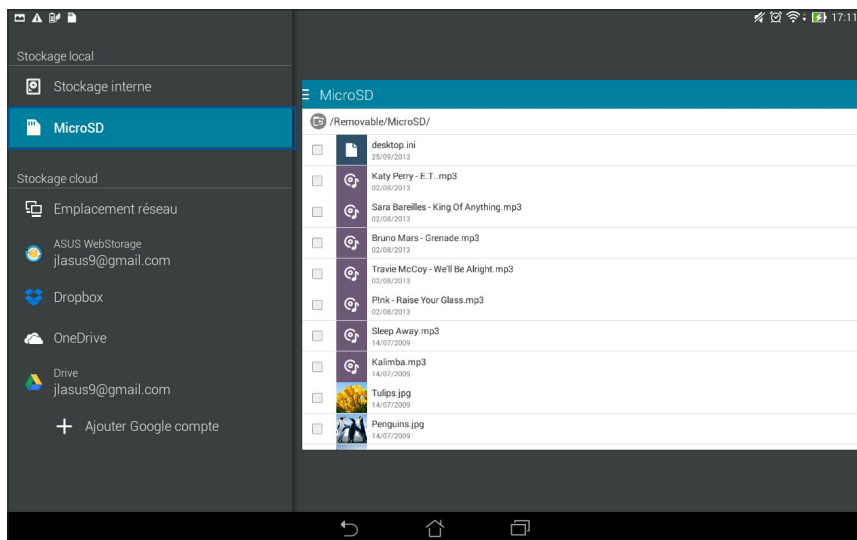 17:11
Stockage local
Stockage interne
MicroSD
Stockage cloud
Emplacement réseau
ASUS WebStorage
jlasus9@gmail.com
Dropbox
OneDrive
Drive
jlasus9@gmail.com
Ajouter Google compte
MicroSD
/Removable/MicroSD/
desktop.ini
25/09/2013
Katy Perry - E.T..mp3
02/08/2013
Sara Bareilles - King Of Anything.mp3
02/08/2013
Bruno Mars - Grenade.mp3
02/08/2013
Travie McCoy - We'll Be Alright.mp3
02/08/2013
P!nk - Raise Your Glass.mp3
02/08/2013
Sleep Away.mp3
14/07/2009
Kalimba.mp3
14/07/2009
Tulips.jpg
14/07/2009
Penguins.jpg
14/07/2009